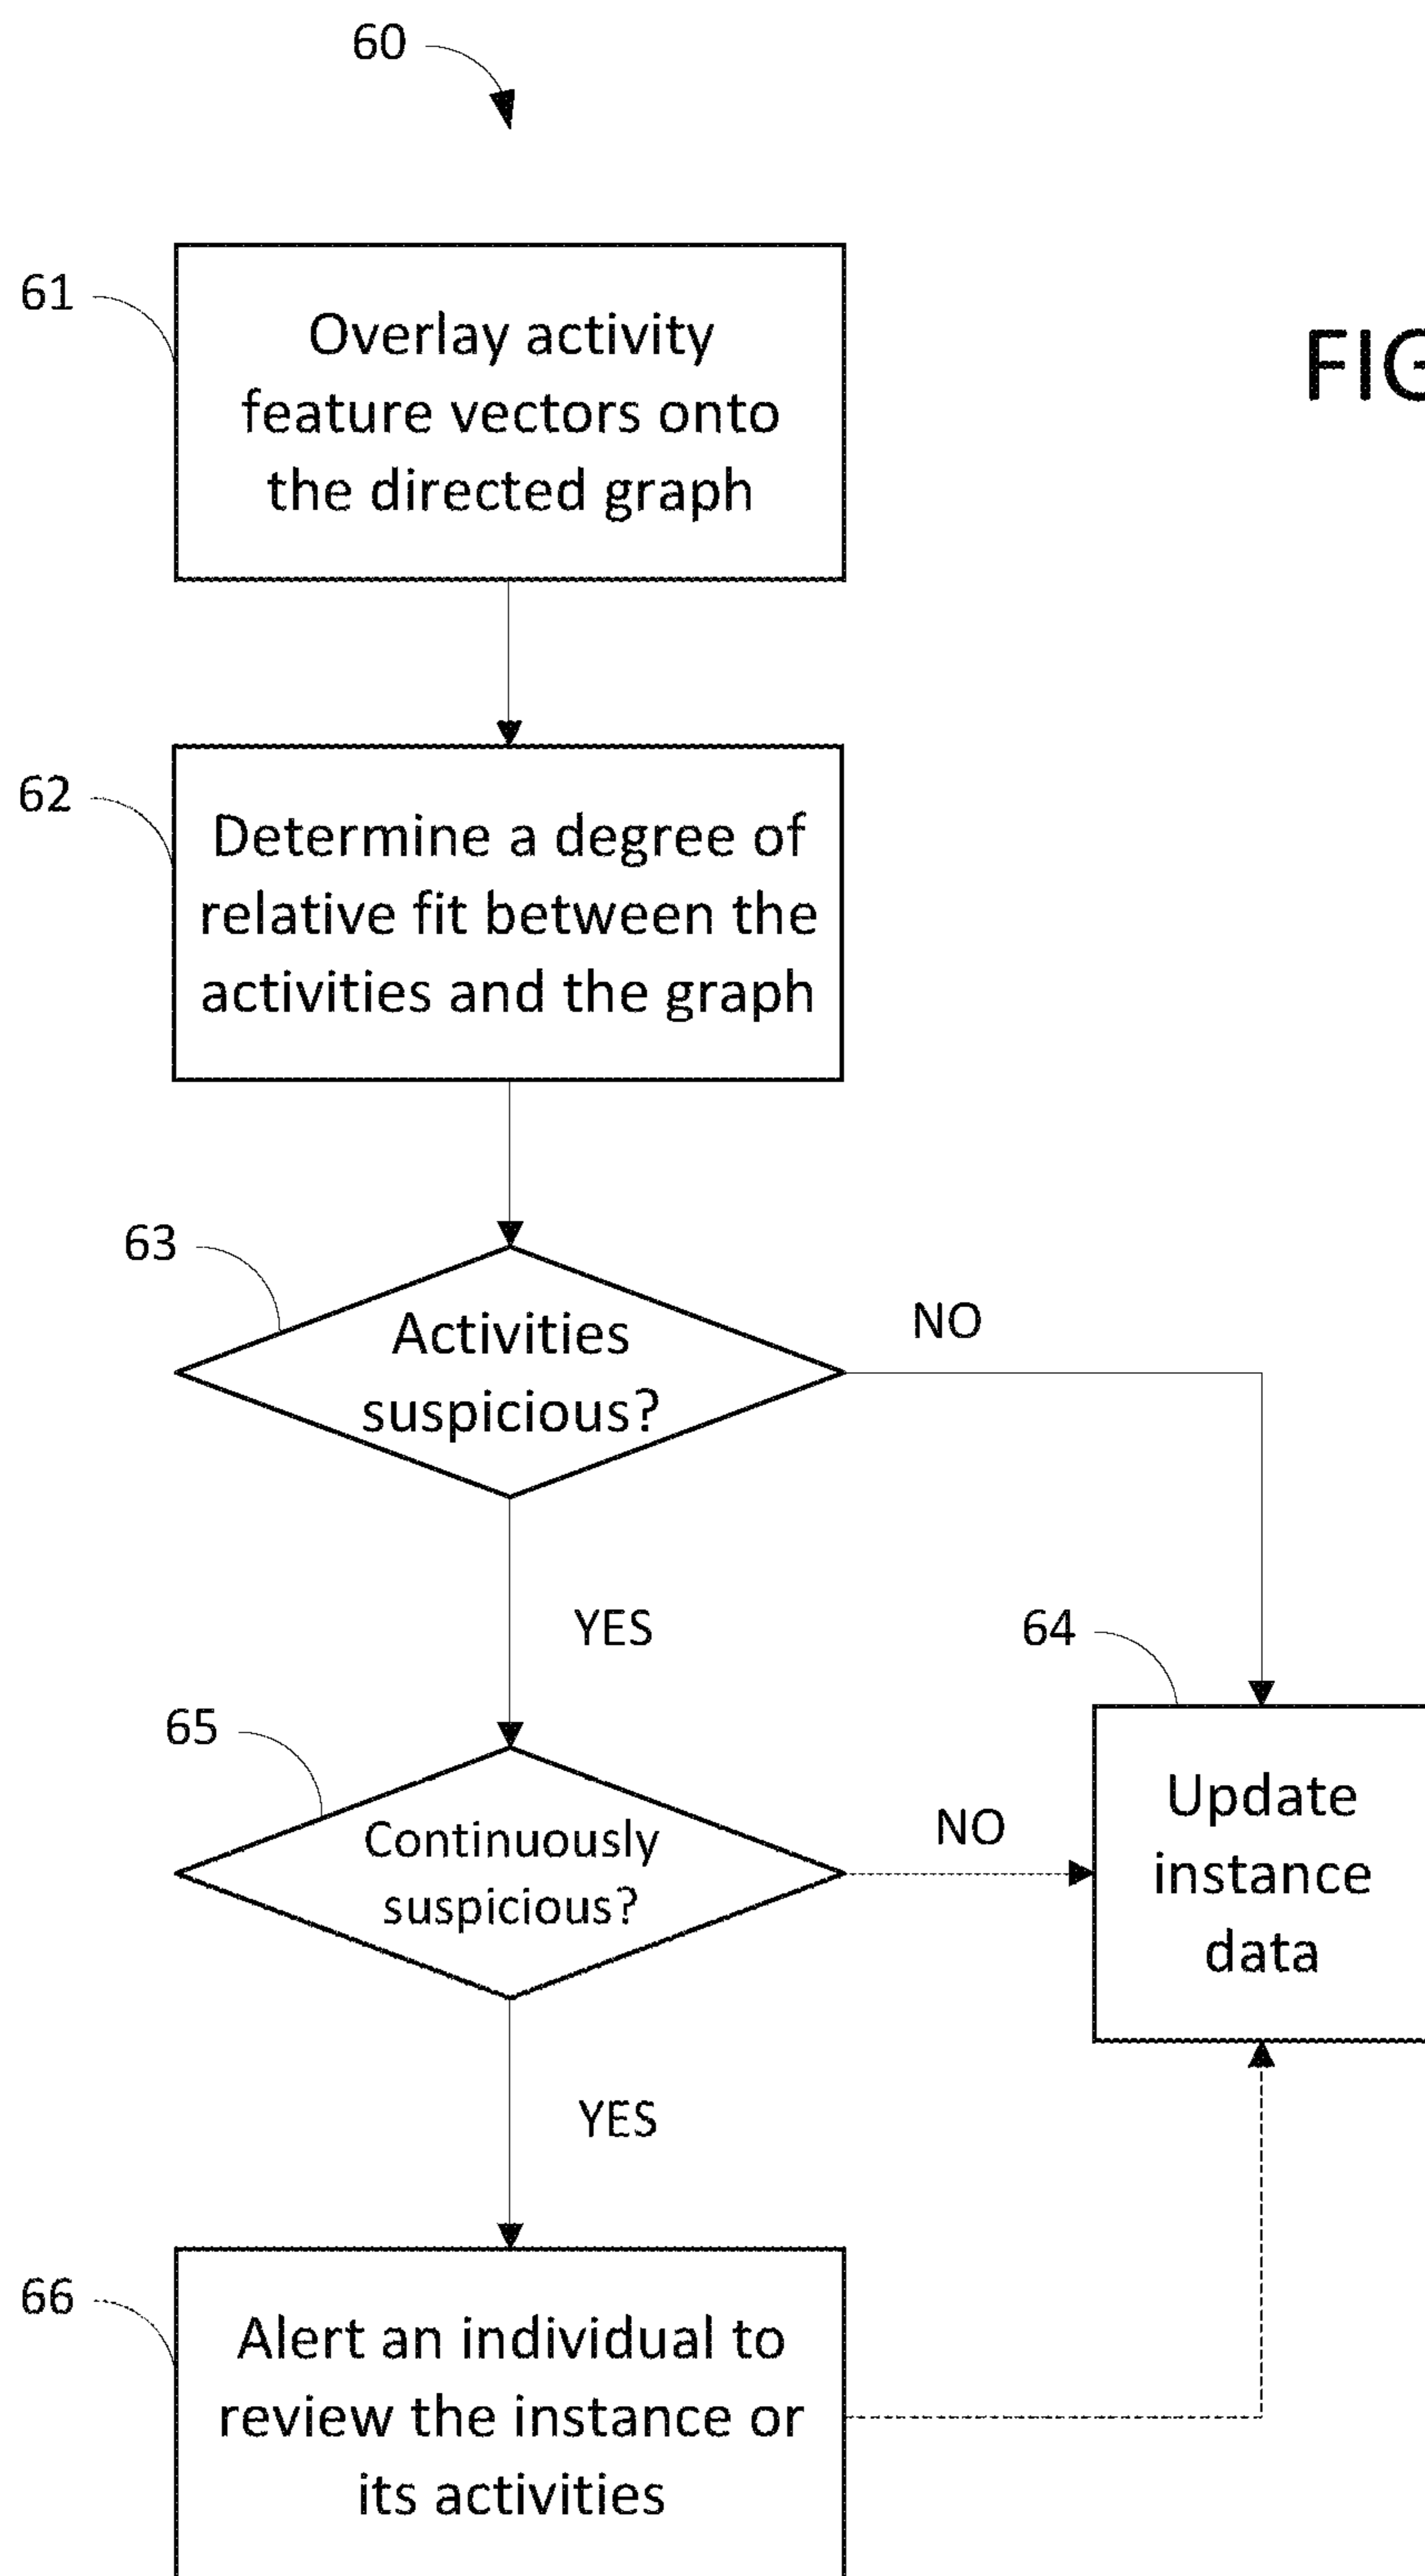 60
61
Overlay activity
feature vectors onto
the directed graph
FIG
62
Determine a degree of
relative fit between the
activities and the graph
63
Activities
suspicious?
NO
YES
64
65
Continuously
suspicious?
NO
Update
instance
data
YES
66
Alert an individual to
review the instance or
its activities